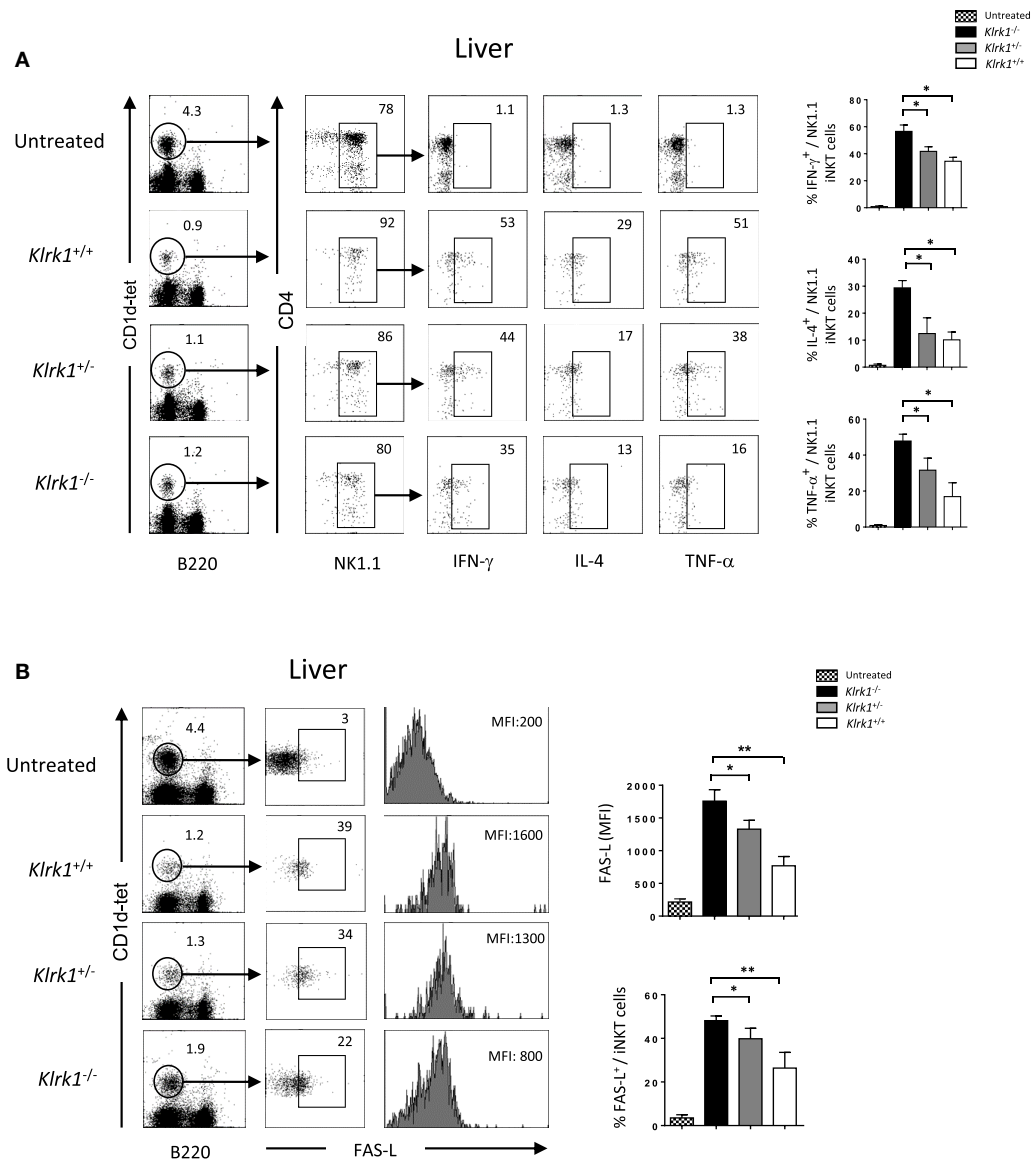 Untreated
Klrk1-/-
Klrk1+/-
Klrk1+/+
A
Liver
CD1d-tet
CD4
Untreated
4.3
78
1.1
1.3
1.3
Klrk1+/+
0.9
92
53
29
51
Klrk1+/-
1.1
86
44
17
38
Klrk1-/-
1.2
80
35
13
16
B220
NK1.1
IFN-γ
IL-4
TNF-α
% IFN-γ+ / NK1.1
iNKT cells
80
60
40
20
0
*
*
% IL-4+ / NK1.1
iNKT cells
40
30
20
10
0
*
*
% TNF-α+ / NK1.1
iNKT cells
60
40
20
0
*
*
B
Liver
Untreated
Klrk1-/-
Klrk1+/-
Klrk1+/+
CD1d-tet
Untreated
4.4
3
MFI:200
Klrk1+/+
1.2
39
MFI:1600
Klrk1+/-
1.3
34
MFI:1300
Klrk1-/-
1.9
22
MFI: 800
B220
FAS-L
FAS-L (MFI)
2000
1500
1000
500
0
**
*
% FAS-L+ / iNKT cells
60
40
20
0
**
*